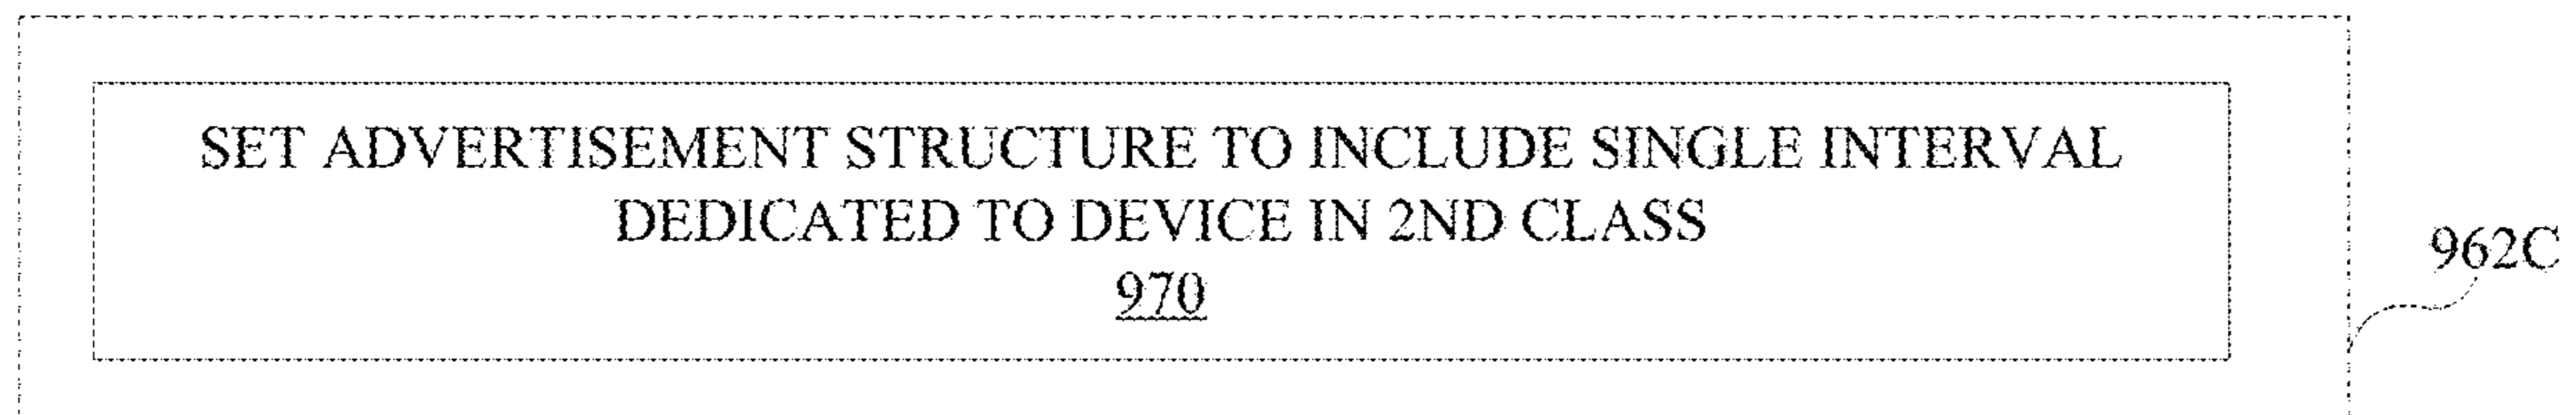 SET ADVERTISEMENT STRUCTURE TO INCLUDE SINGLE INTERVAL
DEDICATED TO DEVICE IN 2ND CLASS
970
962C